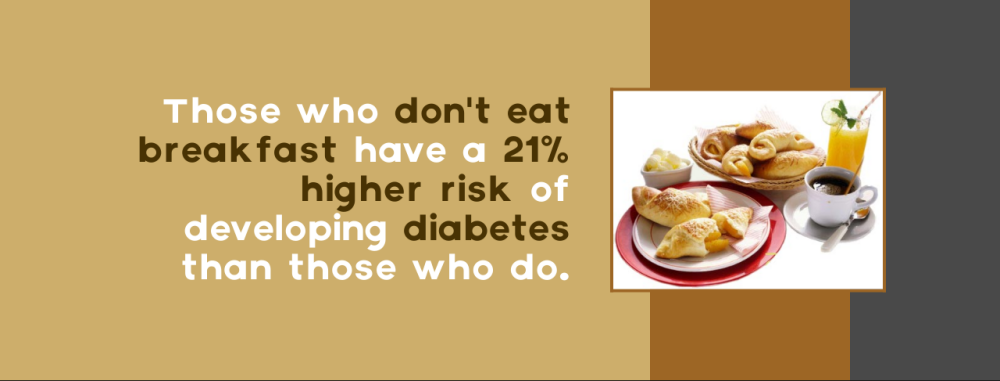 Those who don't eat
breakfast have a 21%
higher risk of
developing diabetes
than those who do.